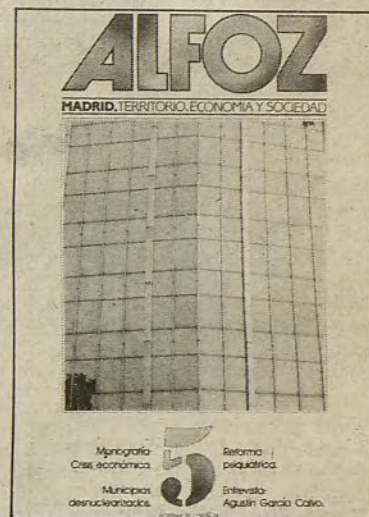 ALFOZ
MADRID. TERRITORIO. ECONOMIA Y SOCIEDAD
Monografía:
Crisis económica.
Municipios
desnuclearizados.
5
Reforma
psiquiátrica.
Entrevista:
Agustín García Calvo.